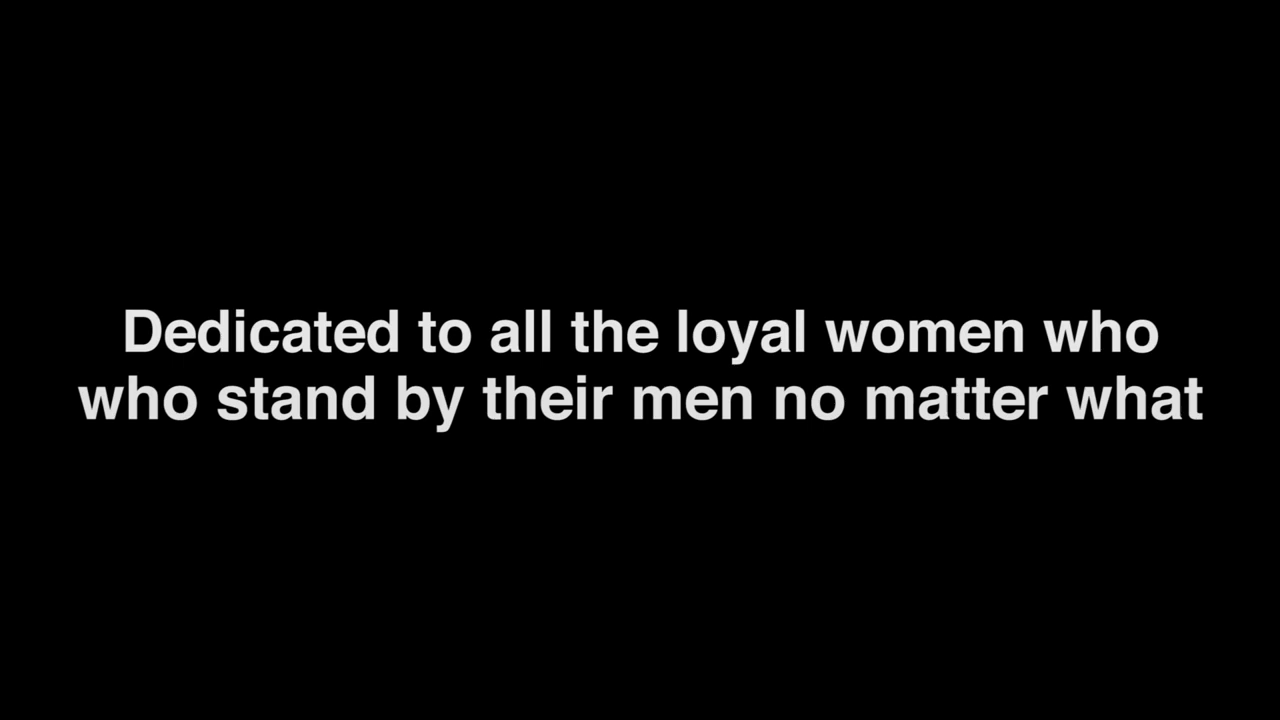 Dedicated to all the loyal women who
who stand by their men no matter what